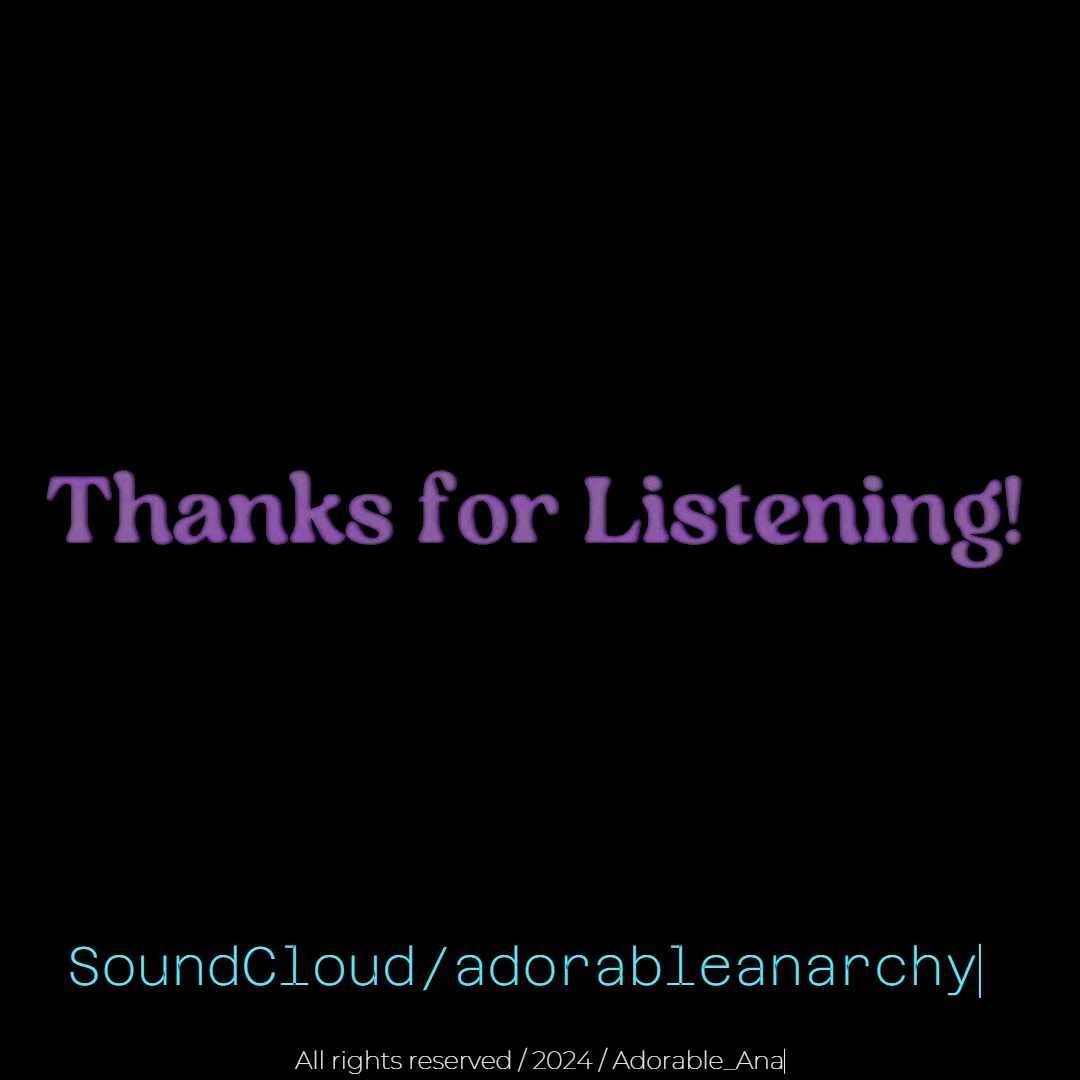 Thanks for Listening!
SoundCloud/adorableanarchy
All rights reserved / 2024 / Adorable_Ana